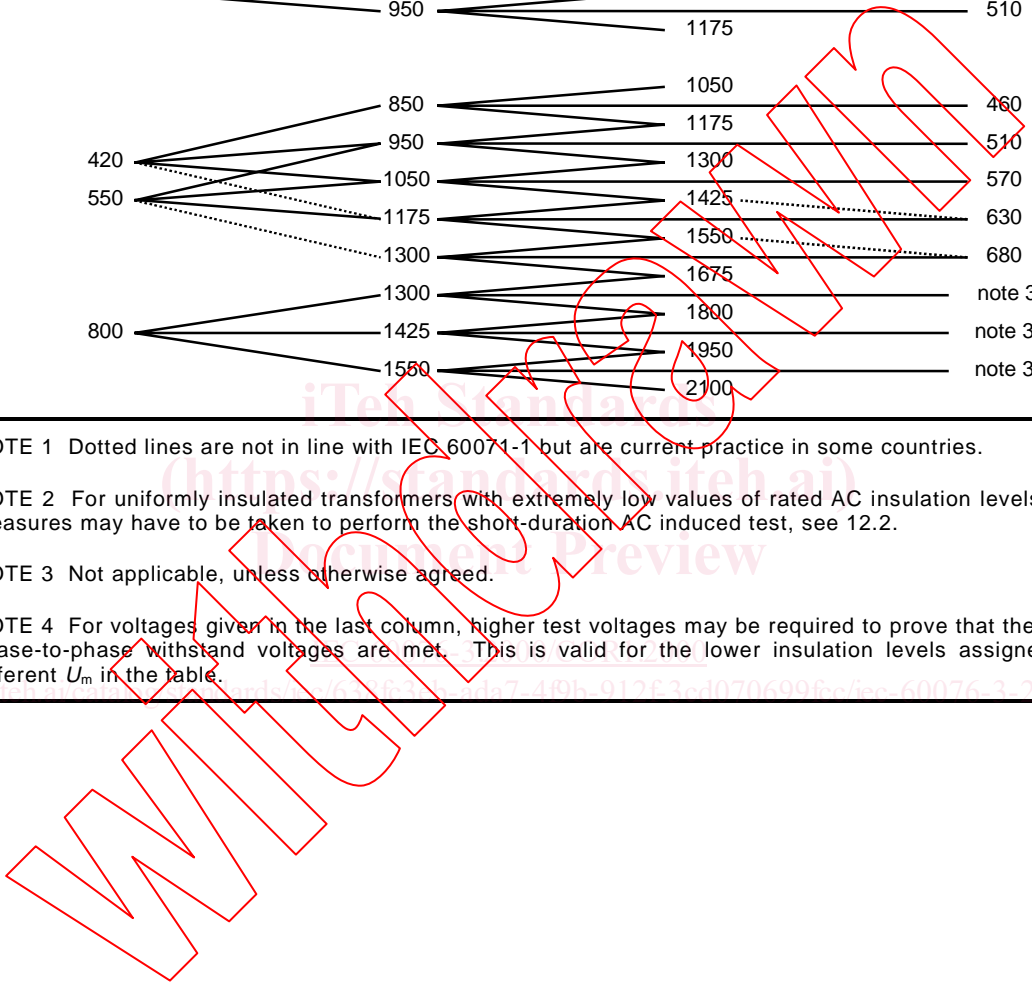 950 510
1175
1050
850 460
1175
950 510
420 1300
1050 570
550 1425
1175 630
1550
1300 680
1675
1300 note 3
1800
800 1425 note 3
1950
1550 note 3
2100
iTeh Standards
OTE 1 Dotted lines are not in line with IEC 60071-1 but are current practice in some countries.
(https://standards.iteh.ai)
OTE 2 For uniformly insulated transformers with extremely low values of rated AC insulation levels
easures may have to be taken to perform the short-duration AC induced test, see 12.2.
Document Preview
OTE 3 Not applicable, unless otherwise agreed.
OTE 4 For voltages given in the last column, higher test voltages may be required to prove that the
ase-to-phase withstand voltages are met. This is valid for the lower insulation levels assigne
fferent Um in the table.
withdrawn